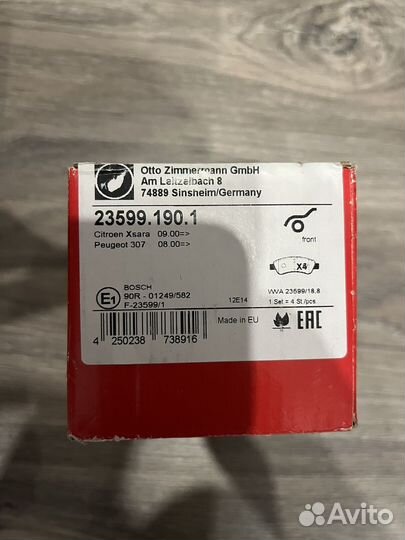 Otto Zimmermann GmbH
Am Leitzelbach 8
74889 Sinsheim/Germany
23599.190.1
Citroen Xsara 09.00=>
Peugeot 307 08.00=>
front
X4
E1
BOSCH
90R - 01249/582
F-23599/1
12E14
WVA 23599/18.8
1 Set = 4 St./pcs
Made in EU
EAC
4 250238 738916
Avito